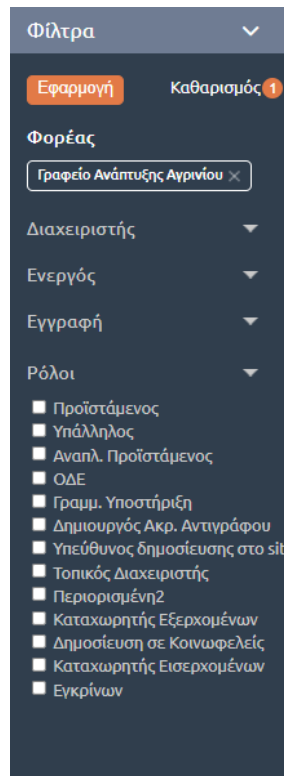 Φίλτρα
Εφαρμογή Καθαρισμός 1
Φορέας
Γραφείο Ανάπτυξης Αγρινίου ×
Διαχειριστής
Ενεργός
Εγγραφή
Ρόλοι
Προϊστάμενος
Υπάλληλος
Αναπλ. Προϊστάμενος
ΟΔΕ
Γραμμ. Υποστήριξη
Δημιουργός Ακρ. Αντιγράφου
Υπεύθυνος δημοσίευσης στο sit
Τοπικός Διαχειριστής
Περιορισμένη2
Καταχωρητής Εξερχομένων
Δημοσίευση σε Κοινωφελείς
Καταχωρητής Εισερχομένων
Εγκρίνων